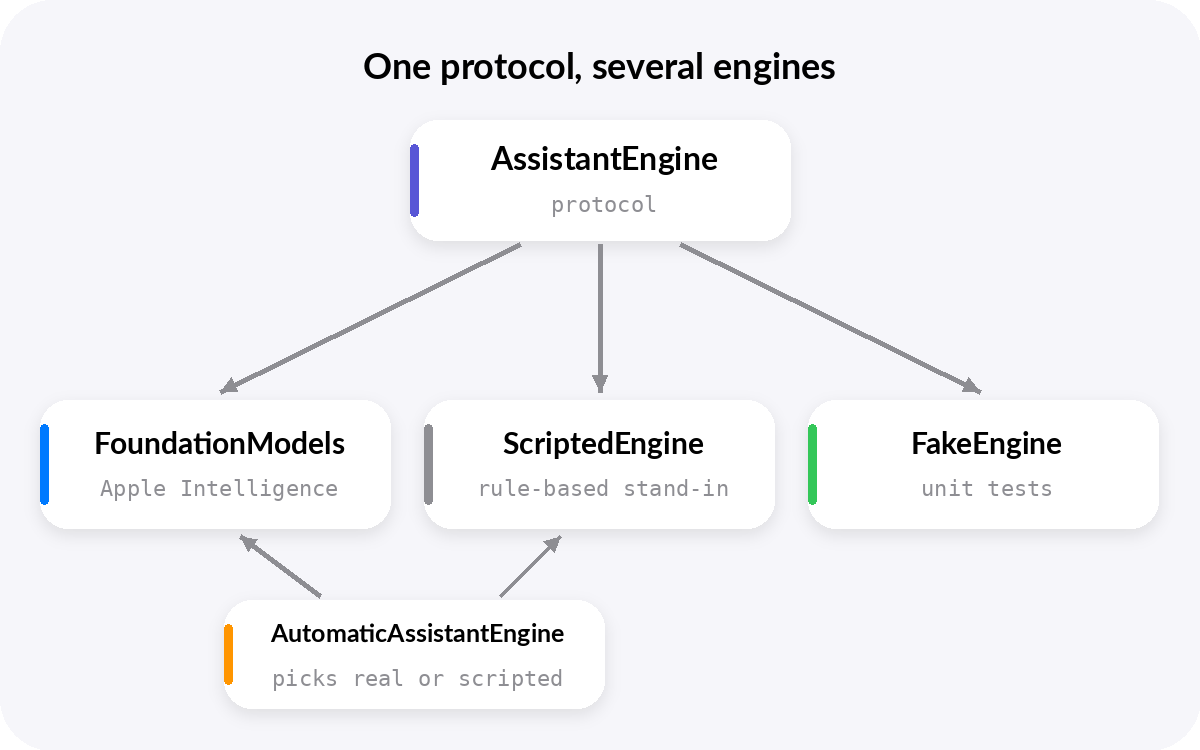 One protocol, several engines
AssistantEngine
protocol
FoundationModels
Apple Intelligence
ScriptedEngine
rule-based stand-in
FakeEngine
unit tests
AutomaticAssistantEngine
picks real or scripted